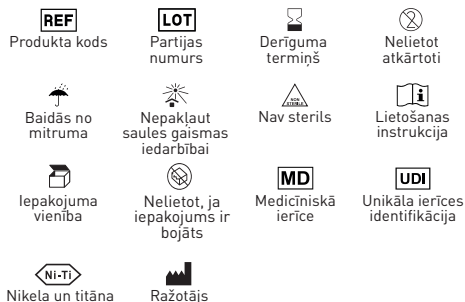 REF
LOT
Produkta kods
Partijas
numurs
Derīguma
termiņš
Nelietot
atkārtoti
2
NON
STERILE
Baidās no
mitruma
Nepakļaut
saules gaismas
iedarbībai
Nav sterils
Lietošanas
instrukcija
i
MD
UDI
Iepakojuma
vienība
Nelietot, ja
iepakojums ir
bojāts
Medicīniskā
ierīce
Unikāla ierīces
identifikācija
Ni-Ti
Nikela un titāna
Ražotājs